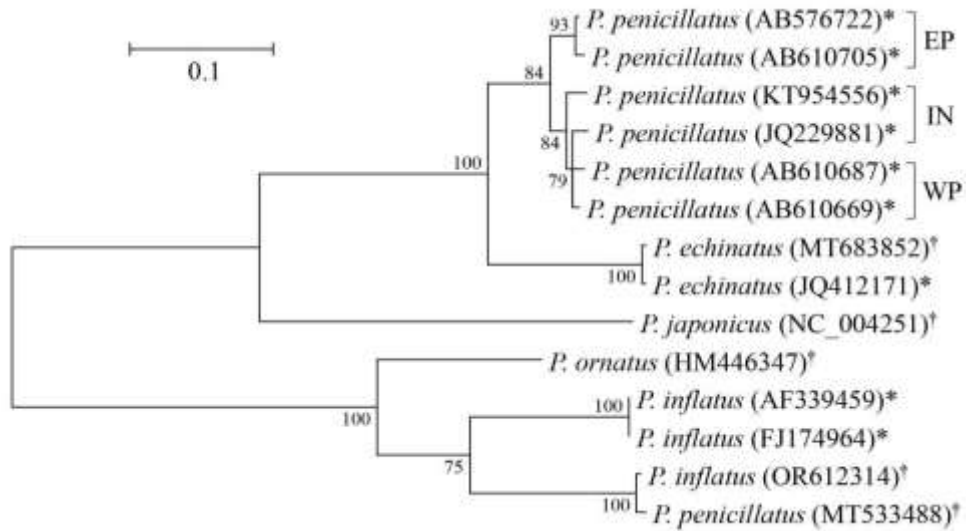 93 P. penicillatus (AB576722)* EP
0.1 P. penicillatus (AB610705)*
84
P. penicillatus (KT954556)* IN
84 P. penicillatus (JQ229881)*
100 P. penicillatus (AB610687)* WP
79
P. penicillatus (AB610669)*
P. echinatus (MT683852)†
100 P. echinatus (JQ412171)*
P. japonicus (NC_004251)†
P. ornatus (HM446347)†
100 P. inflatus (AF339459)*
100 P. inflatus (FJ174964)*
75 P. inflatus (OR612314)†
100 P. penicillatus (MT533488)†